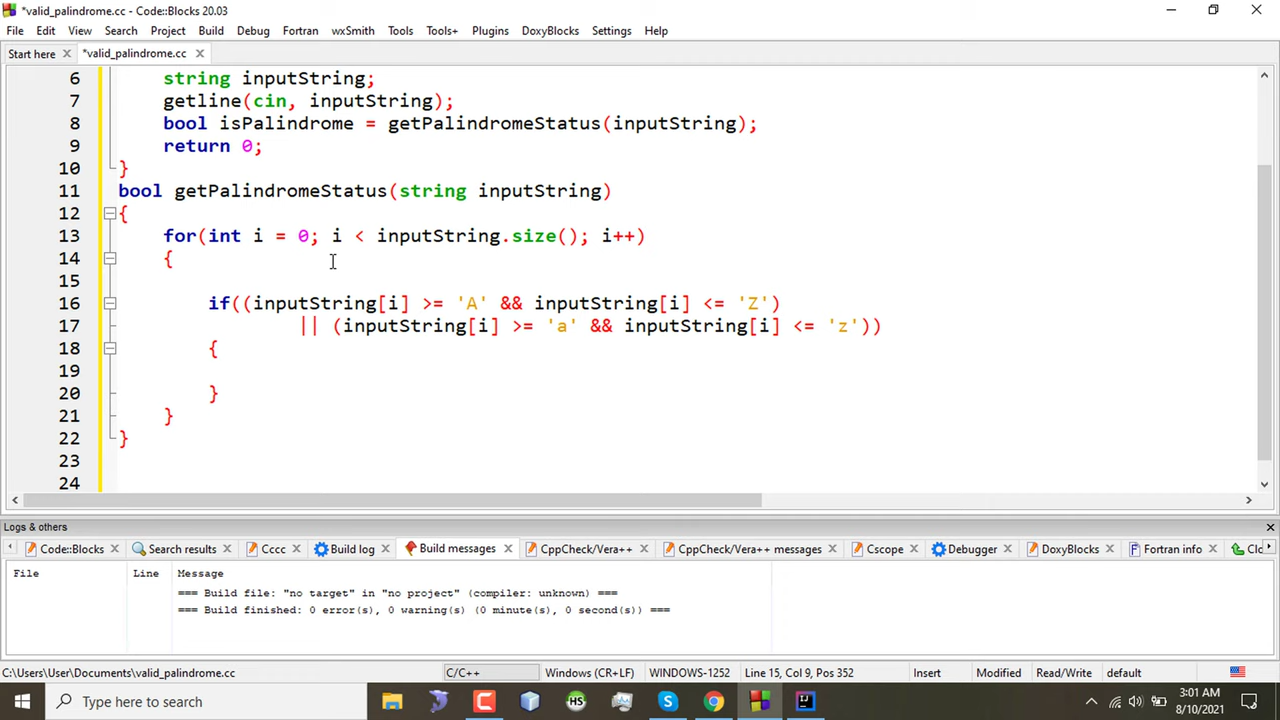 *valid_palindrome.cc - Code::Blocks 20.03
File Edit View Search Project Build Debug Fortran wxSmith Tools Tools+ Plugins DoxyBlocks Settings Help
Start here *valid_palindrome.cc
6 string inputString;
7 getline(cin, inputString);
8 bool isPalindrome = getPalindromeStatus(inputString);
9 return 0;
10 }
11 bool getPalindromeStatus(string inputString)
12 {
13 for(int i = 0; i < inputString.size(); i++)
14 {
15
16 if((inputString[i] >= 'A' && inputString[i] <= 'Z')
17 || (inputString[i] >= 'a' && inputString[i] <= 'z'))
18 {
19
20 }
21 }
22 }
23
24
Logs & others
Code::Blocks Search results Cccc Build log Build messages CppCheck/Vera++ CppCheck/Vera++ messages Cscope Debugger DoxyBlocks Fortran info Clo
File Line Message
=== Build file: "no target" in "no project" (compiler: unknown) ===
=== Build finished: 0 error(s), 0 warning(s) (0 minute(s), 0 second(s)) ===
C:\Users\User\Documents\valid_palindrome.cc C/C++ Windows (CR+LF) WINDOWS-1252 Line 15, Col 9, Pos 352 Insert Modified Read/Write default
Type here to search HS 3:01 AM
8/10/2021